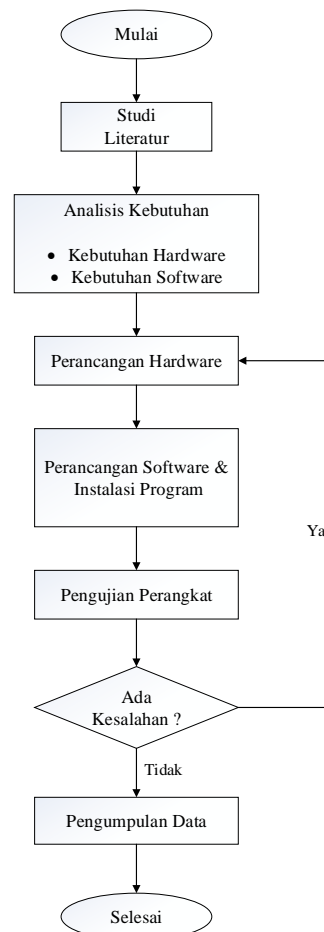 Mulai
Studi
Literatur
Analisis Kebutuhan
• Kebutuhan Hardware
• Kebutuhan Software
Perancangan Hardware
Perancangan Software &
Instalasi Program
Ya
Pengujian Perangkat
Ada
Kesalahan ?
Tidak
Pengumpulan Data
Selesai